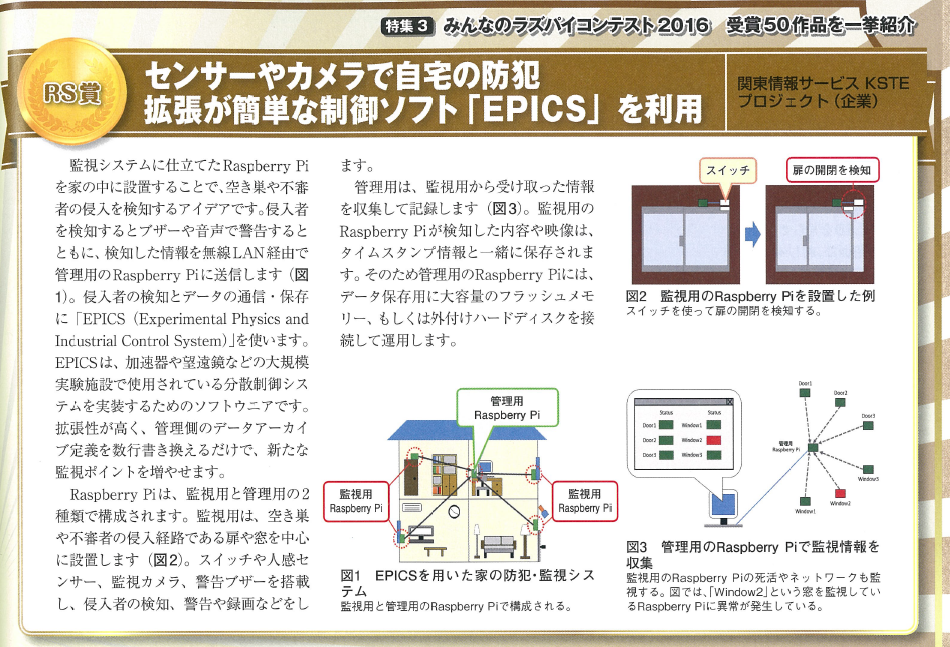 特集3 みんなのラズパイコンテスト2016 受賞50作品を一挙紹介
RS賞
センサーやカメラで自宅の防犯
拡張が簡単な制御ソフト「EPICS」を利用
関東情報サービス KSTE
プロジェクト（企業）
監視システムに仕立てたRaspberry Pi
を家の中に設置することで、空き巣や不審
者の侵入を検知するアイデアです。侵入者
を検知するとブザーや音声で警告すると
ともに、検知した情報を無線LAN経由で
管理用のRaspberry Piに送信します（図
1）。侵入者の検知とデータの通信・保存
に「EPICS（Experimental Physics and
Industrial Control System）」を使います。
EPICSは、加速器や望遠鏡などの大規模
実験施設で使用されている分散制御シス
テムを実装するためのソフトウエアです。
拡張性が高く、管理側のデータアーカイ
ブ定義を数行書き換えるだけで、新たな
監視ポイントを増やせます。
Raspberry Piは、監視用と管理用の2
種類で構成されます。監視用は、空き巣
や不審者の侵入経路である扉や窓を中心
に設置します（図2）。スイッチや人感セ
ンサー、監視カメラ、警告ブザーを搭載
し、侵入者の検知、警告や録画などをし
ます。
管理用は、監視用から受け取った情報
を収集して記録します（図3）。監視用の
Raspberry Piが検知した内容や映像は、
タイムスタンプ情報と一緒に保存されま
す。そのため管理用のRaspberry Piには、
データ保存用に大容量のフラッシュメモ
リー、もしくは外付けハードディスクを接
続して運用します。
管理用
Raspberry Pi
監視用
Raspberry Pi
監視用
Raspberry Pi
図1 EPICSを用いた家の防犯・監視シス
テム
監視用と管理用のRaspberry Piで構成される。
スイッチ
扉の開閉を検知
図2 監視用のRaspberry Piを設置した例
スイッチを使って扉の開閉を検知する。
Status Status
Door1 Window1
Door2 Window2
Door3 Window3
Door1
Door2
Door3
管理用
Raspberry Pi
Window3
Window2
Window1
図3 管理用のRaspberry Piで監視情報を
収集
監視用のRaspberry Piの死活やネットワークも監
視する。図では、「Window2」という窓を監視してい
るRaspberry Piに異常が発生している。